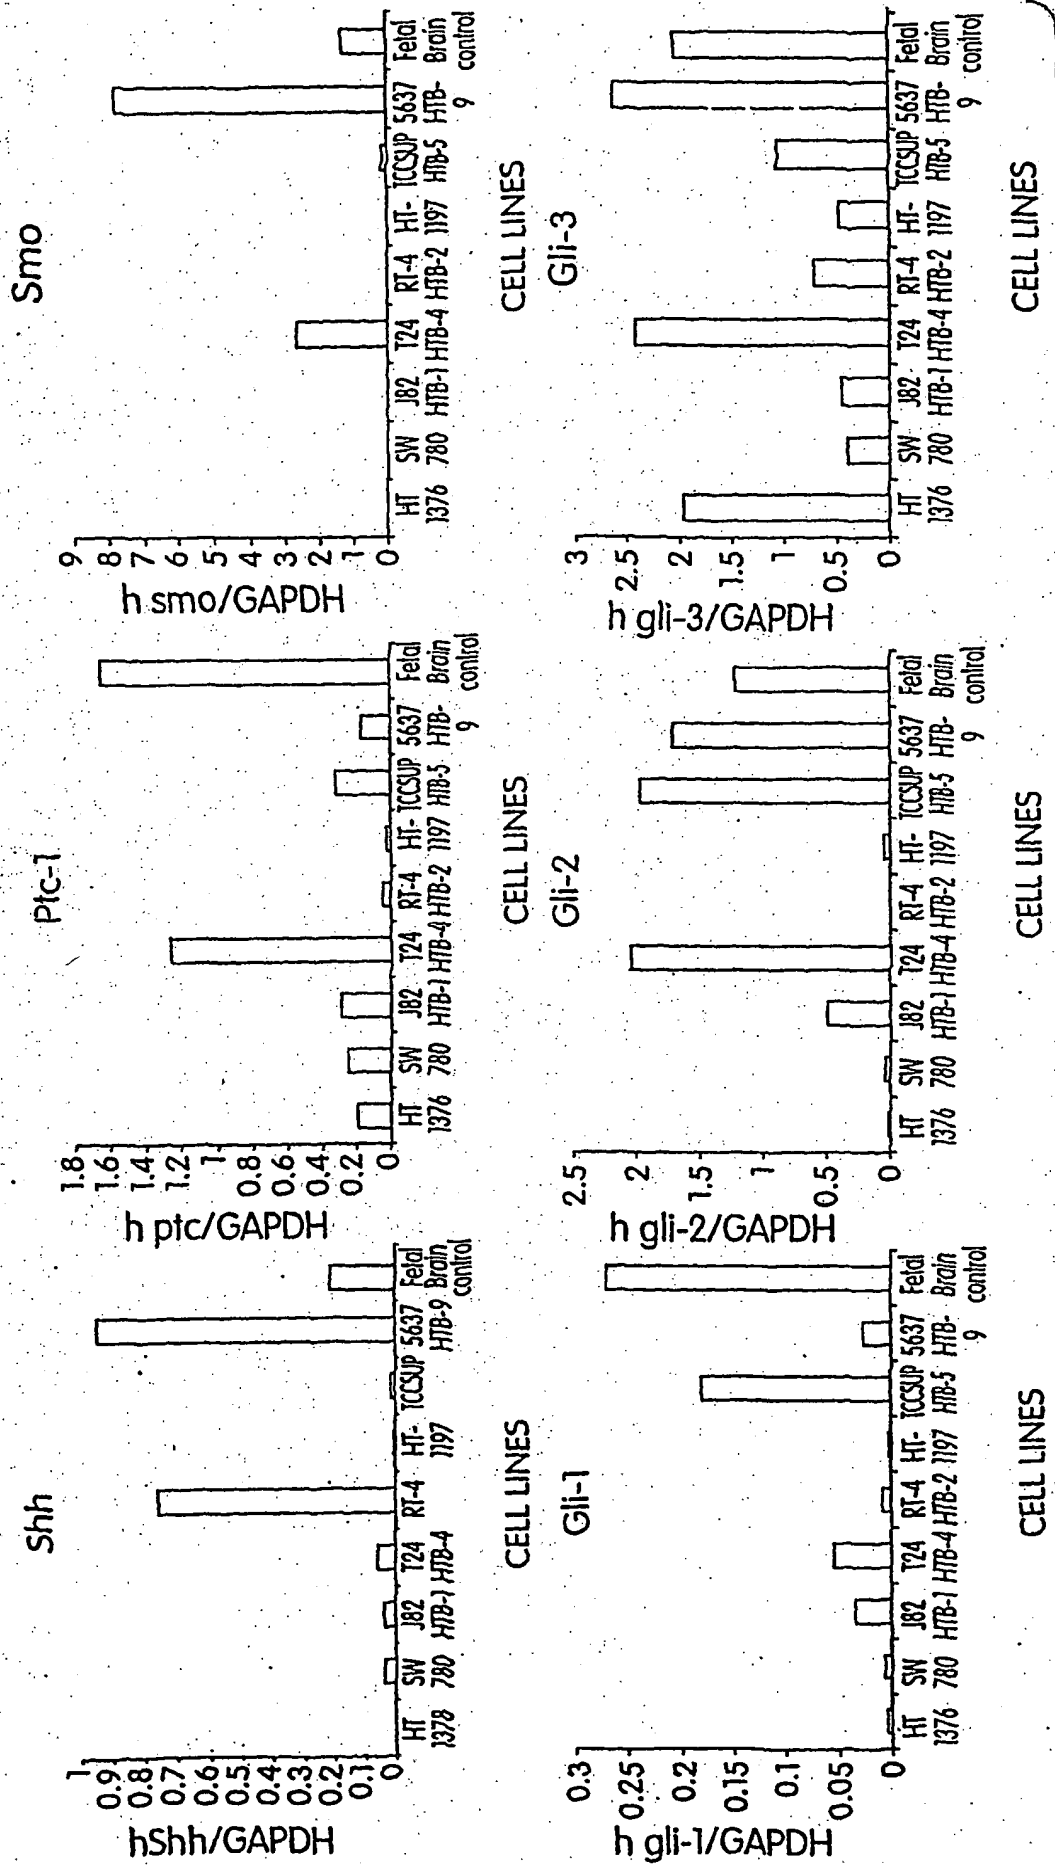 Shh
hShh/GAPDH
1
0.9
0.8
0.7
0.6
0.5
0.4
0.3
0.2
0.1
0
HT SW J82 T24 RT-4 HT- TCCSUP 5637 Fetal
1378 780 HTB-1 HTB-4 1197 HTB-9 Brain
control
CELL LINES
Ptc-1
h ptc/GAPDH
1.8
1.6
1.4
1.2
1
0.8
0.6
0.4
0.2
0
HT SW J82 T24 RT-4 HT- TCCSUP 5637 Fetal
1376 780 HTB-1 HTB-4 HTB-2 1197 HTB-5 HTB- Brain
9 control
CELL LINES
Smo
h smo/GAPDH
9
8
7
6
5
4
3
2
1
0
HT SW J82 T24 RT-4 HT- TCCSUP 5637 Fetal
1376 780 HTB-1 HTB-4 HTB-2 1197 HTB-5 HTB- Brain
9 control
CELL LINES
Gli-1
h gli-1/GAPDH
0.3
0.25
0.2
0.15
0.1
0.05
0
HT SW J82 T24 RT-4 HT- TCCSUP 5637 Fetal
1376 780 HTB-1 HTB-4 HTB-2 1197 HTB-5 HTB- Brain
9 control
CELL LINES
Gli-2
h gli-2/GAPDH
2.5
2
1.5
1
0.5
0
HT SW J82 T24 RT-4 HT- TCCSUP 5637 Fetal
1376 780 HTB-1 HTB-4 HTB-2 1197 HTB-5 HTB- Brain
9 control
CELL LINES
Gli-3
h gli-3/GAPDH
3
2.5
2
1.5
1
0.5
0
HT SW J82 T24 RT-4 HT- TCCSUP 5637 Fetal
1376 780 HTB-1 HTB-4 HTB-2 1197 HTB-5 HTB- Brain
9 control
CELL LINES